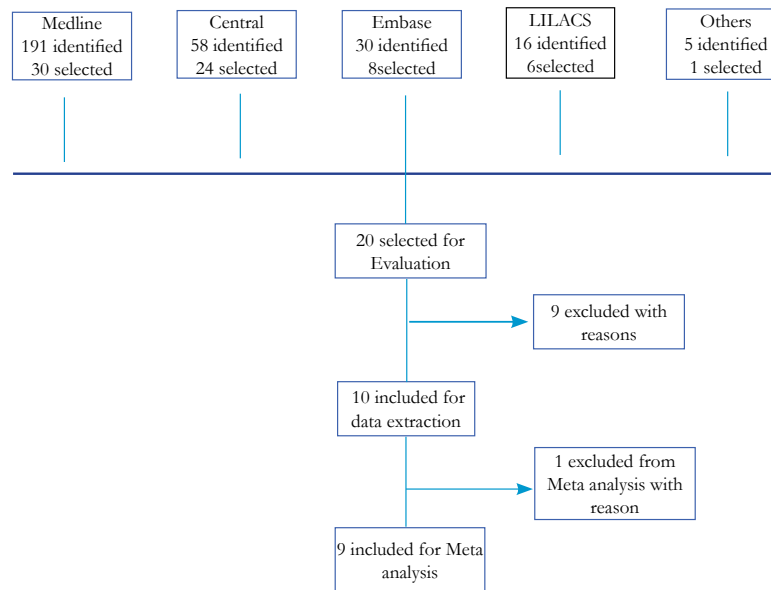 Medline
191 identified
30 selected
Central
58 identified
24 selected
Embase
30 identified
8selected
LILACS
16 identified
6selected
Others
5 identified
1 selected
20 selected for
Evaluation
9 excluded with
reasons
10 included for
data extraction
1 excluded from
Meta analysis with
reason
9 included for Meta
analysis